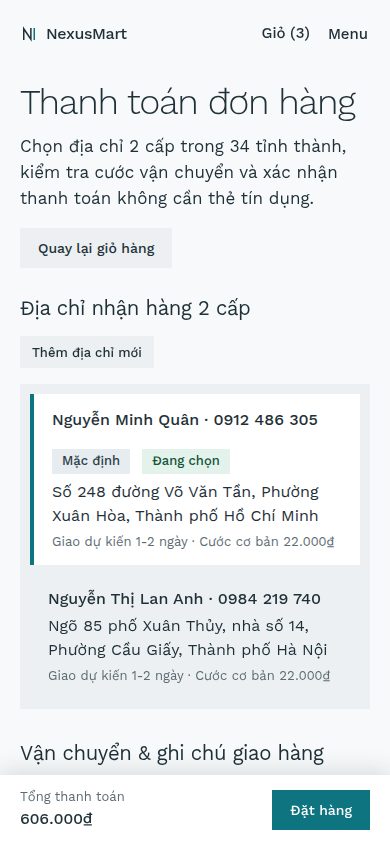 NexusMart
Giỏ (3)
Menu
Thanh toán đơn hàng
Chọn địa chỉ 2 cấp trong 34 tỉnh thành,
kiểm tra cước vận chuyển và xác nhận
thanh toán không cần thẻ tín dụng.
Quay lại giỏ hàng
Địa chỉ nhận hàng 2 cấp
Thêm địa chỉ mới
Nguyễn Minh Quân · 0912 486 305
Mặc định
Đang chọn
Số 248 đường Võ Văn Tần, Phường
Xuân Hòa, Thành phố Hồ Chí Minh
Giao dự kiến 1-2 ngày · Cước cơ bản 22.000₫
Nguyễn Thị Lan Anh · 0984 219 740
Ngõ 85 phố Xuân Thủy, nhà số 14,
Phường Cầu Giấy, Thành phố Hà Nội
Giao dự kiến 1-2 ngày · Cước cơ bản 22.000₫
Vận chuyển & ghi chú giao hàng
Tổng thanh toán
606.000₫
Đặt hàng